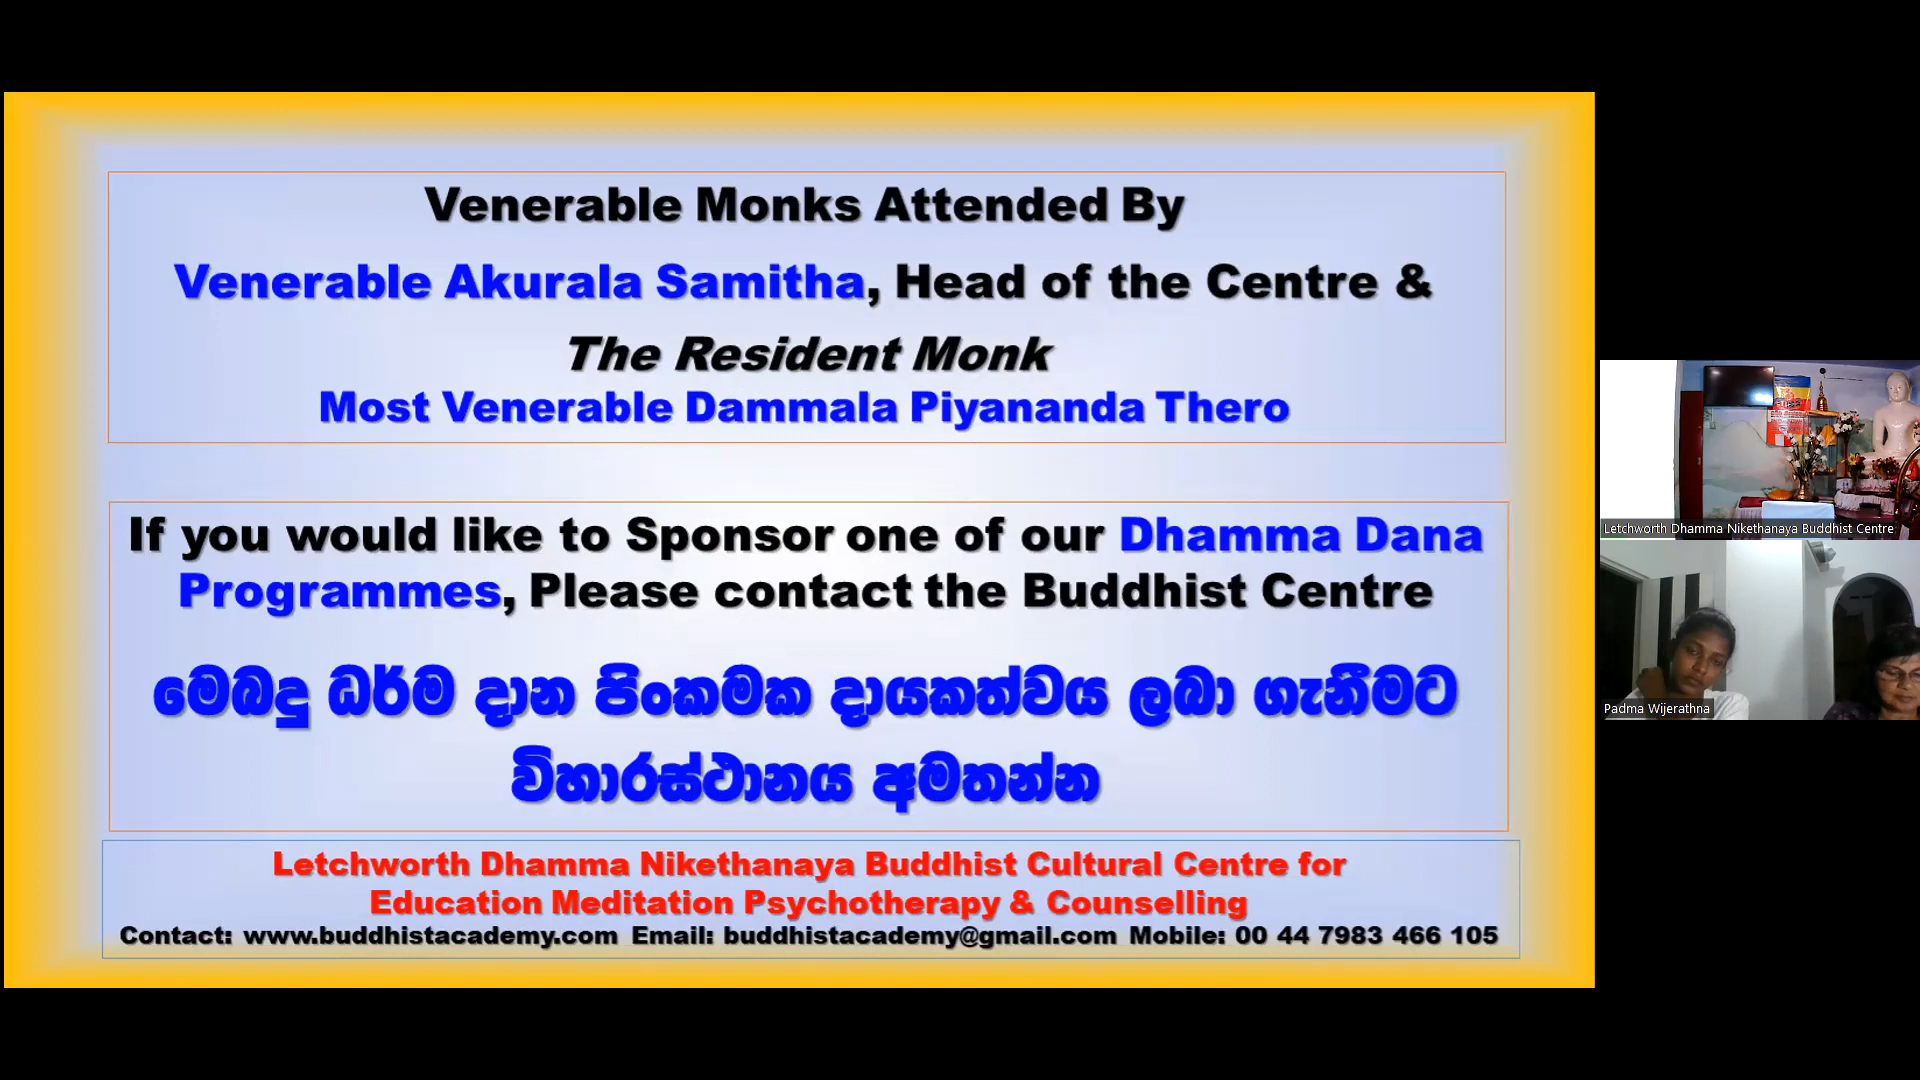 Venerable Monks Attended By
Venerable Akurala Samitha, Head of the Centre &
The Resident Monk
Most Venerable Dammala Piyananda Thero
If you would like to Sponsor one of our Dhamma Dana
Programmes, Please contact the Buddhist Centre
මෙබදු ධර්ම දාන පිංකමක දායකත්වය ලබා ගැනීමට
විහාරස්ථානය අමතන්න
Letchworth Dhamma Nikethanaya Buddhist Cultural Centre for
Education Meditation Psychotherapy & Counselling
Contact: www.buddhistacademy.com Email: buddhistacademy@gmail.com Mobile: 00 44 7983 466 105
Letchworth Dhamma Nikethanaya Buddhist Centre
Padma Wijerathna